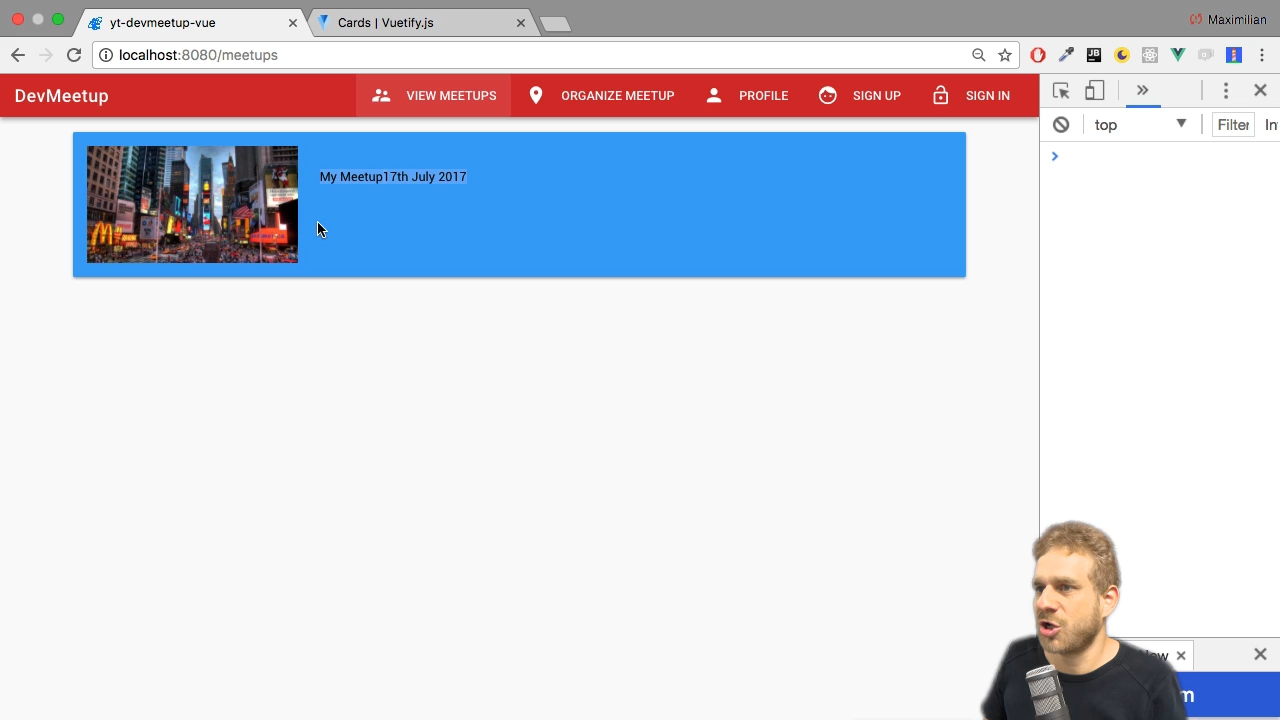 yt-devmeetup-vue
Cards | Vuetify.js
Maximilian
localhost:8080/meetups
DevMeetup
VIEW MEETUPS
ORGANIZE MEETUP
PROFILE
SIGN UP
SIGN IN
top
Filter
In
My Meetup17th July 2017